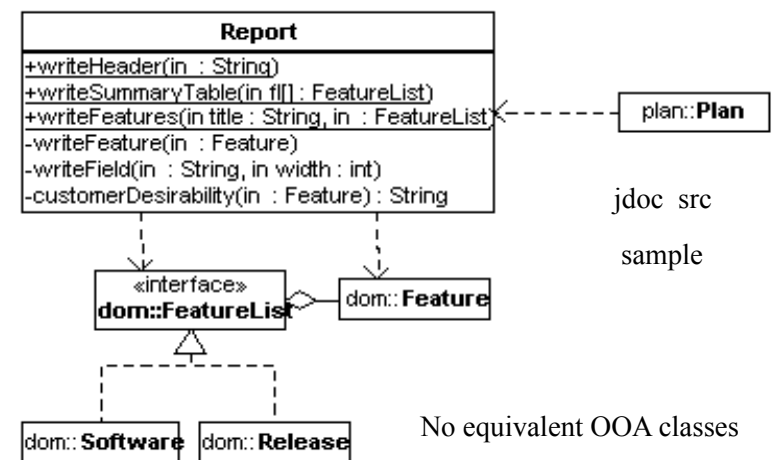 Report
+writeHeader(in : String)
+writeSummaryTable(in fl[] : FeatureList)
+writeFeatures(in title : String, in : FeatureList)
-writeFeature(in : Feature)
-writeField(in : String, in width : int)
-customerDesirability(in : Feature) : String
plan::Plan
jdoc src
sample
«interface»
dom::FeatureList
dom::Feature
dom::Software
dom::Release
No equivalent OOA classes